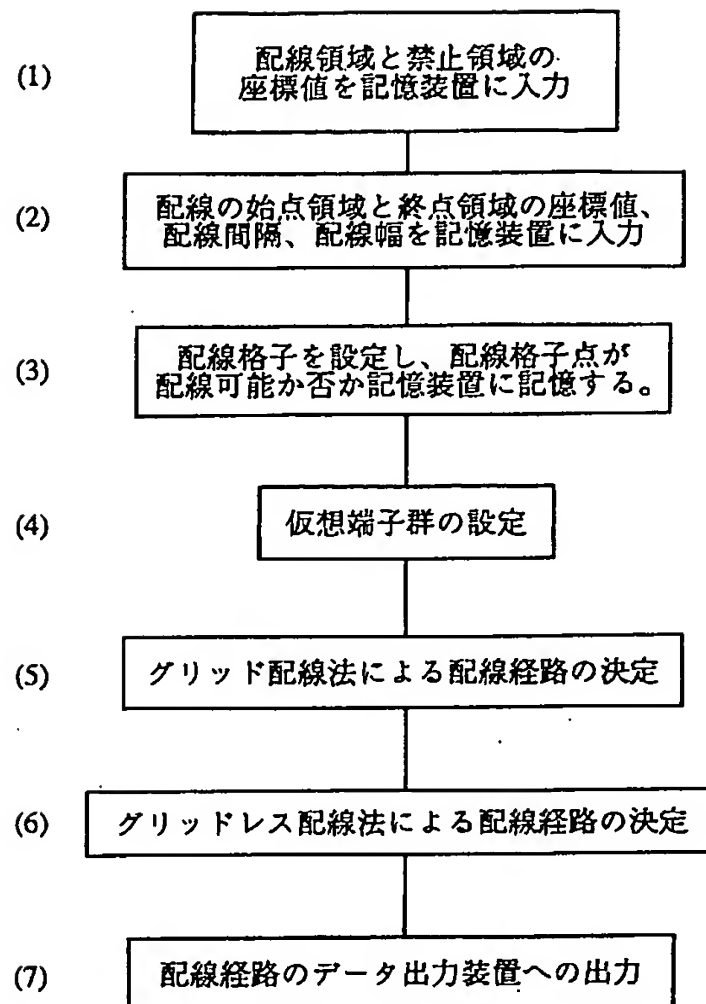 (1)
配線領域と禁止領域の
座標値を記憶装置に入力
(2)
配線の始点領域と終点領域の座標値、
配線間隔、配線幅を記憶装置に入力
(3)
配線格子を設定し、配線格子点が
配線可能か否か記憶装置に記憶する。
(4)
仮想端子群の設定
(5)
グリッド配線法による配線経路の決定
(6)
グリッドレス配線法による配線経路の決定
(7)
配線経路のデータ出力装置への出力